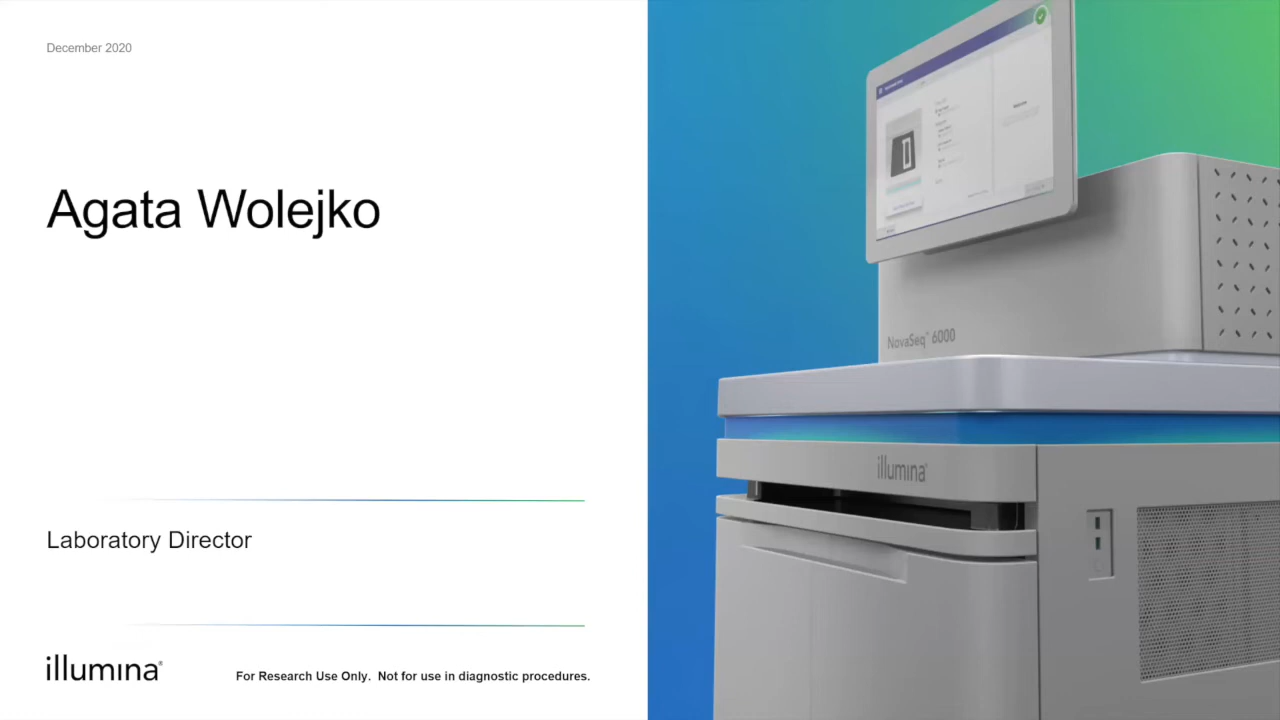 December 2020
Agata Wolejko
Laboratory Director
illumina®
For Research Use Only. Not for use in diagnostic procedures.
NovaSeq™ 6000
illumina®